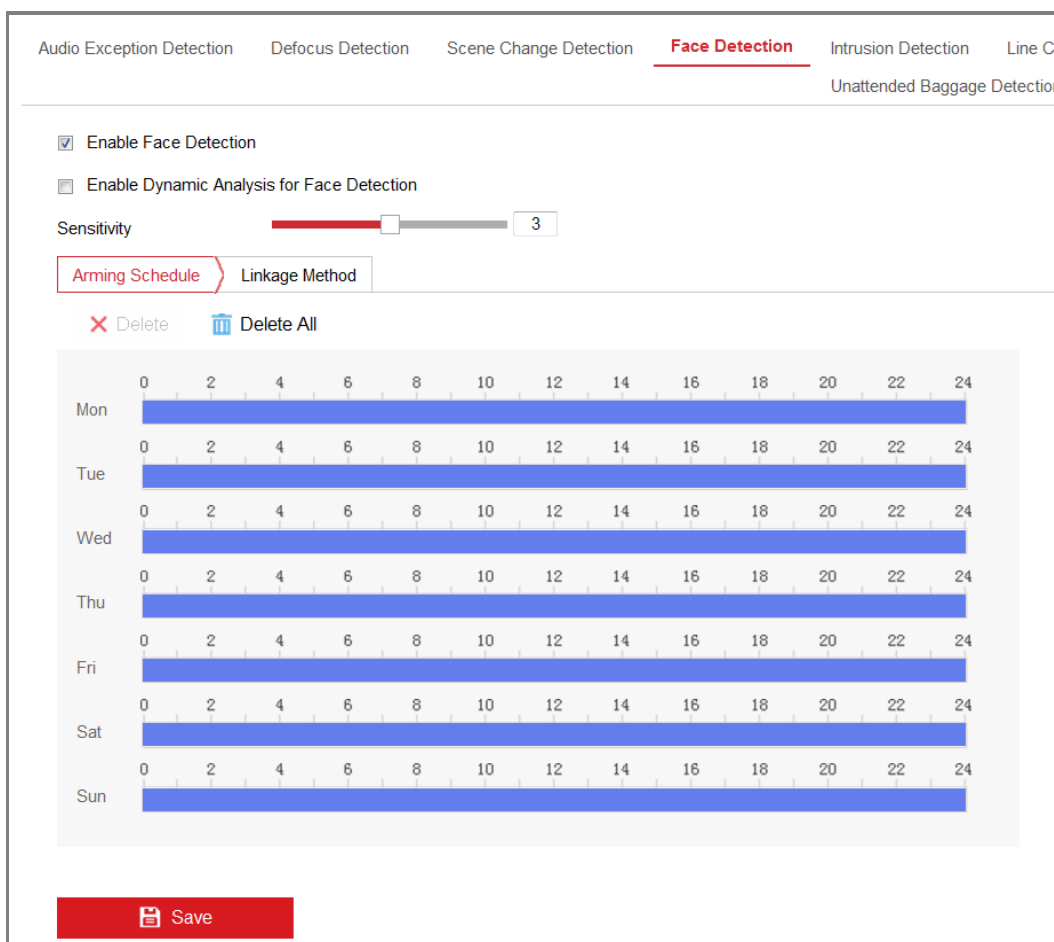 Audio Exception Detection Defocus Detection Scene Change Detection Face Detection Intrusion Detection Line C
Unattended Baggage Detection
Enable Face Detection
Enable Dynamic Analysis for Face Detection
Sensitivity 3
Arming Schedule Linkage Method
Delete Delete All
0 2 4 6 8 10 12 14 16 18 20 22 24
Mon
0 2 4 6 8 10 12 14 16 18 20 22 24
Tue
0 2 4 6 8 10 12 14 16 18 20 22 24
Wed
0 2 4 6 8 10 12 14 16 18 20 22 24
Thu
0 2 4 6 8 10 12 14 16 18 20 22 24
Fri
0 2 4 6 8 10 12 14 16 18 20 22 24
Sat
0 2 4 6 8 10 12 14 16 18 20 22 24
Sun
Save